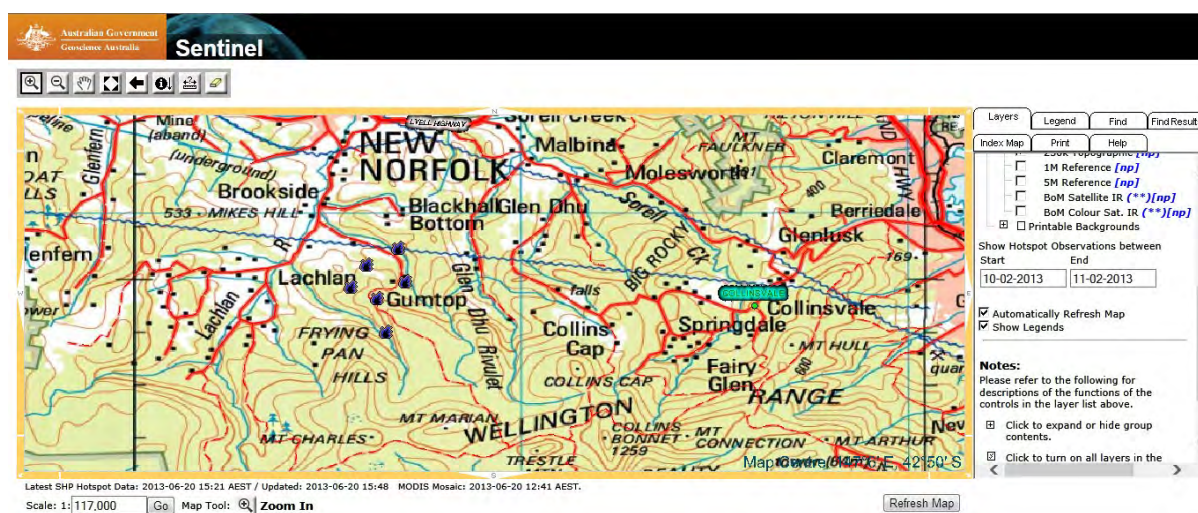 Australian Government
Geoscience Australia
Sentinel
Layers
Legend
Find
Find Result
Index Map
Print
Help
250K Topographic [np]
1M Reference [np]
5M Reference [np]
BoM Satellite IR (**)[np]
BoM Colour Sat. IR (**)[np]
Printable Backgrounds
Show Hotspot Observations between
Start End
10-02-2013 11-02-2013
Automatically Refresh Map
Show Legends
Notes:
Please refer to the following for
descriptions of the functions of the
controls in the layer list above.
Click to expand or hide group
contents.
Click to turn on all layers in the
N
LYELL HIGHWAY
Sorell Creek
Mine
(aband)
(underground)
Glenfern
NEW
NORFOLK
Malbina
MT
FAULKNER
Claremont
Molesworth
400
Brookside
533
MIKES HILL
Blackhall
Bottom
Glen Dhu
Sorell
Ck
Berriedale
Glenlusk
169
BIG ROCKY
enfern
Lachlan
R
Lachlan
Gumtop
Glen Dhu Rivulet
falls
COLLINSVALE
Collinsvale
Springdale
Collins
Cap
FRYING
PAN
HILLS
MT HULL
Fairy
Glen
600
COLLINS CAP
RANGE
MT MARIAN
WELLINGTON
COLLINS
BONNET
1259
MT
CONNECTION
MT ARTHUR
MT CHARLES
TRESTLE
S
Latest SHP Hotspot Data: 2013-06-20 15:21 AEST / Updated: 2013-06-20 15:48 MODIS Mosaic: 2013-06-20 12:41 AEST.
Scale: 1: 117,000 Go Map Tool: Zoom In
Refresh Map